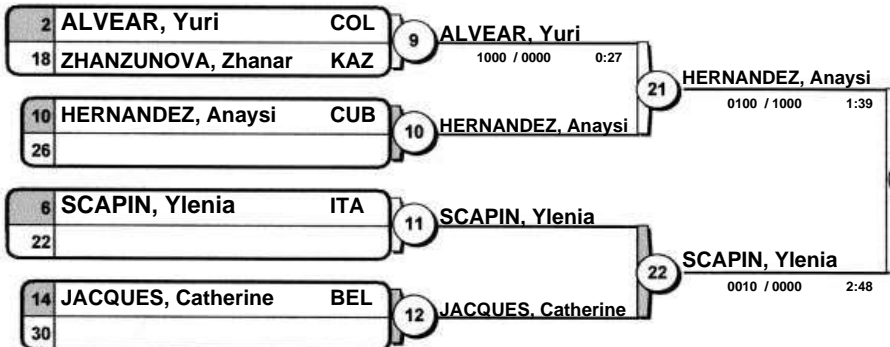 2 ALVEAR, Yuri COL
18 ZHANZUNOVA, Zhanar KAZ
9
ALVEAR, Yuri
1000 / 0000 0:27
10 HERNANDEZ, Anaysi CUB
26
10
HERNANDEZ, Anaysi
21
HERNANDEZ, Anaysi
0100 / 1000 1:39
6 SCAPIN, Ylenia ITA
22
11
SCAPIN, Ylenia
14 JACQUES, Catherine BEL
30
12
JACQUES, Catherine
22
SCAPIN, Ylenia
0010 / 0000 2:48